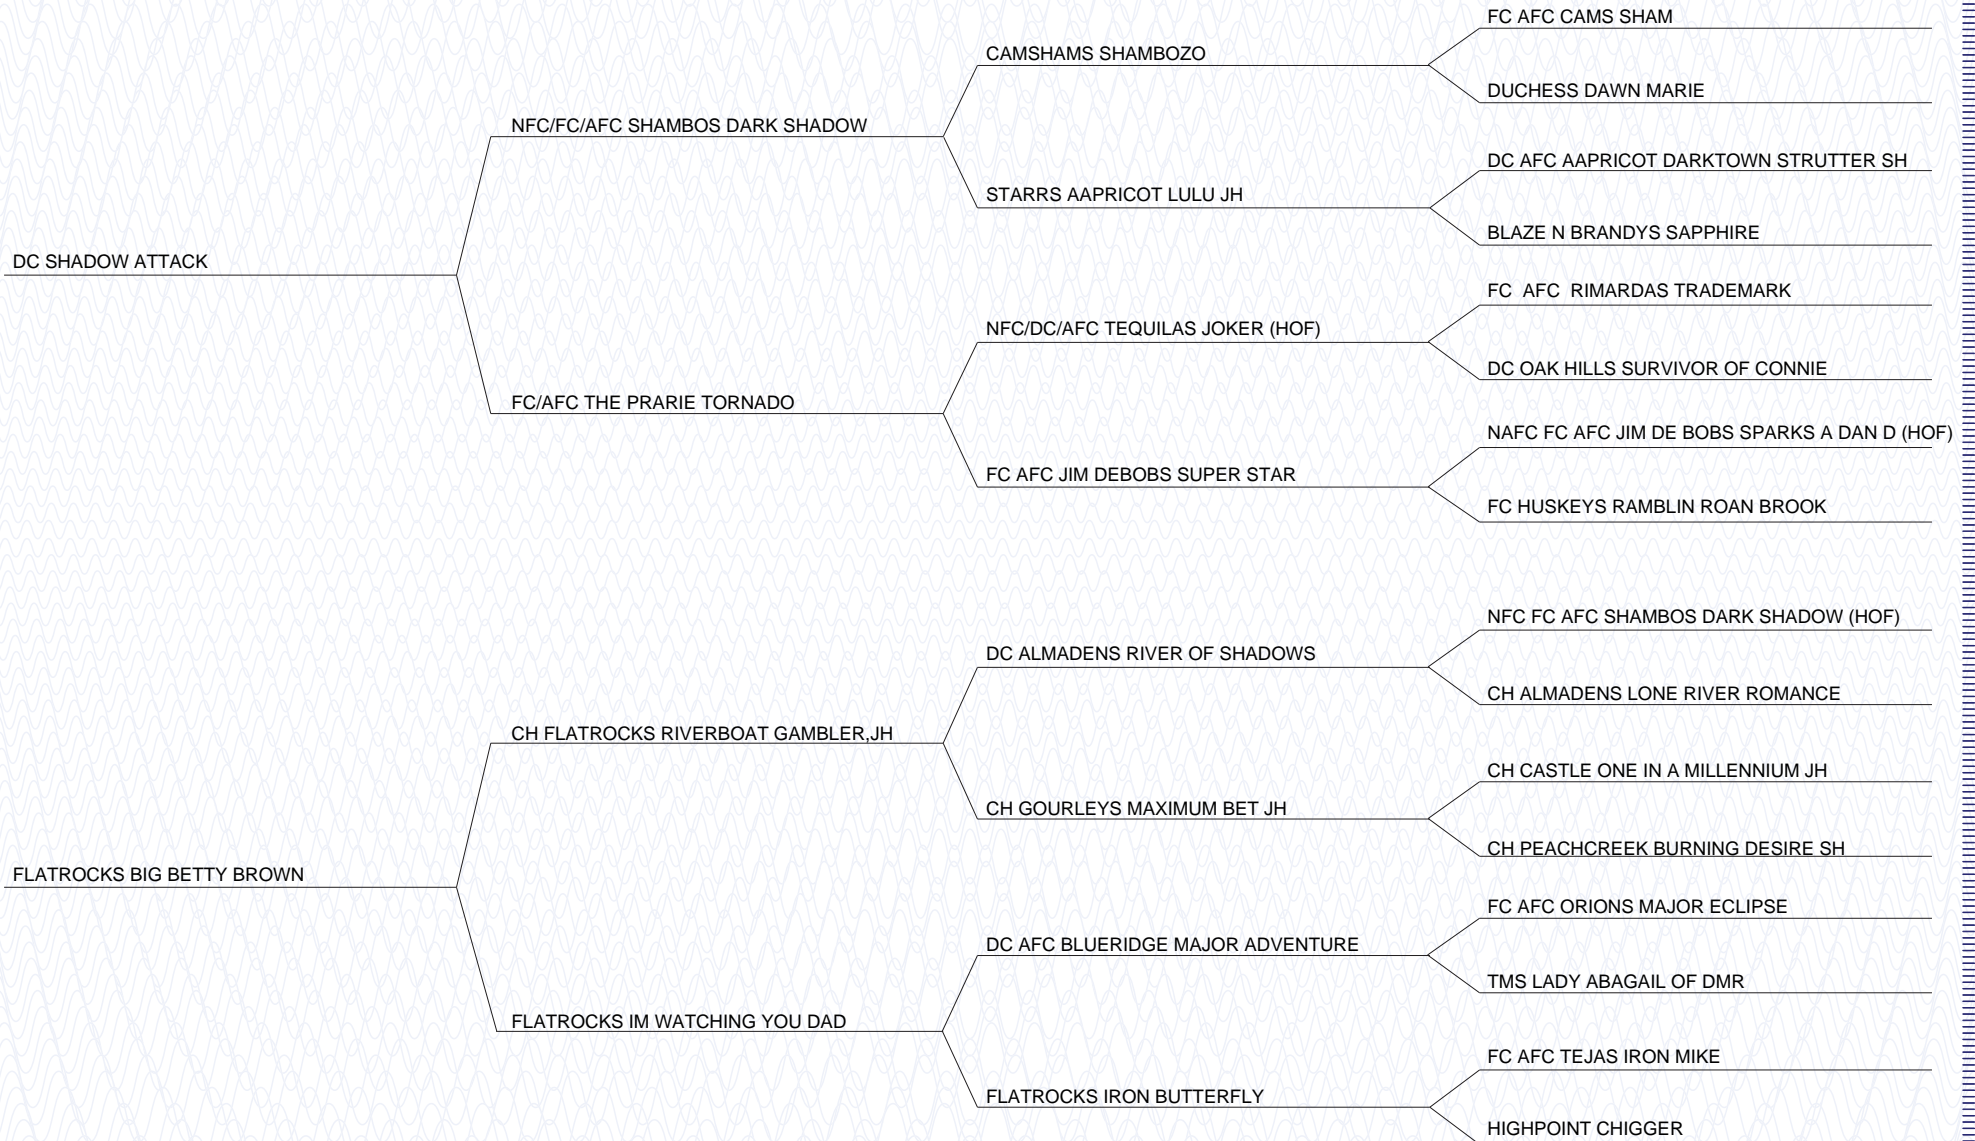 FC AFC CAMS SHAM
CAMSHAMS SHAMBOZO
DUCHESS DAWN MARIE
NFC/FC/AFC SHAMBOS DARK SHADOW
DC AFC AAPRICOT DARKTOWN STRUTTER SH
STARRS AAPRICOT LULU JH
BLAZE N BRANDYS SAPPHIRE
DC SHADOW ATTACK
FC  AFC  RIMARDAS TRADEMARK
NFC/DC/AFC TEQUILAS JOKER (HOF)
DC OAK HILLS SURVIVOR OF CONNIE
FC/AFC THE PRARIE TORNADO
NAFC FC AFC JIM DE BOBS SPARKS A DAN D (HOF)
FC AFC JIM DEBOBS SUPER STAR
FC HUSKEYS RAMBLIN ROAN BROOK
NFC FC AFC SHAMBOS DARK SHADOW (HOF)
DC ALMADENS RIVER OF SHADOWS
CH ALMADENS LONE RIVER ROMANCE
CH FLATROCKS RIVERBOAT GAMBLER,JH
CH CASTLE ONE IN A MILLENNIUM JH
CH GOURLEYS MAXIMUM BET JH
CH PEACHCREEK BURNING DESIRE SH
FLATROCKS BIG BETTY BROWN
FC AFC ORIONS MAJOR ECLIPSE
DC AFC BLUERIDGE MAJOR ADVENTURE
TMS LADY ABAGAIL OF DMR
FLATROCKS IM WATCHING YOU DAD
FC AFC TEJAS IRON MIKE
FLATROCKS IRON BUTTERFLY
HIGHPOINT CHIGGER